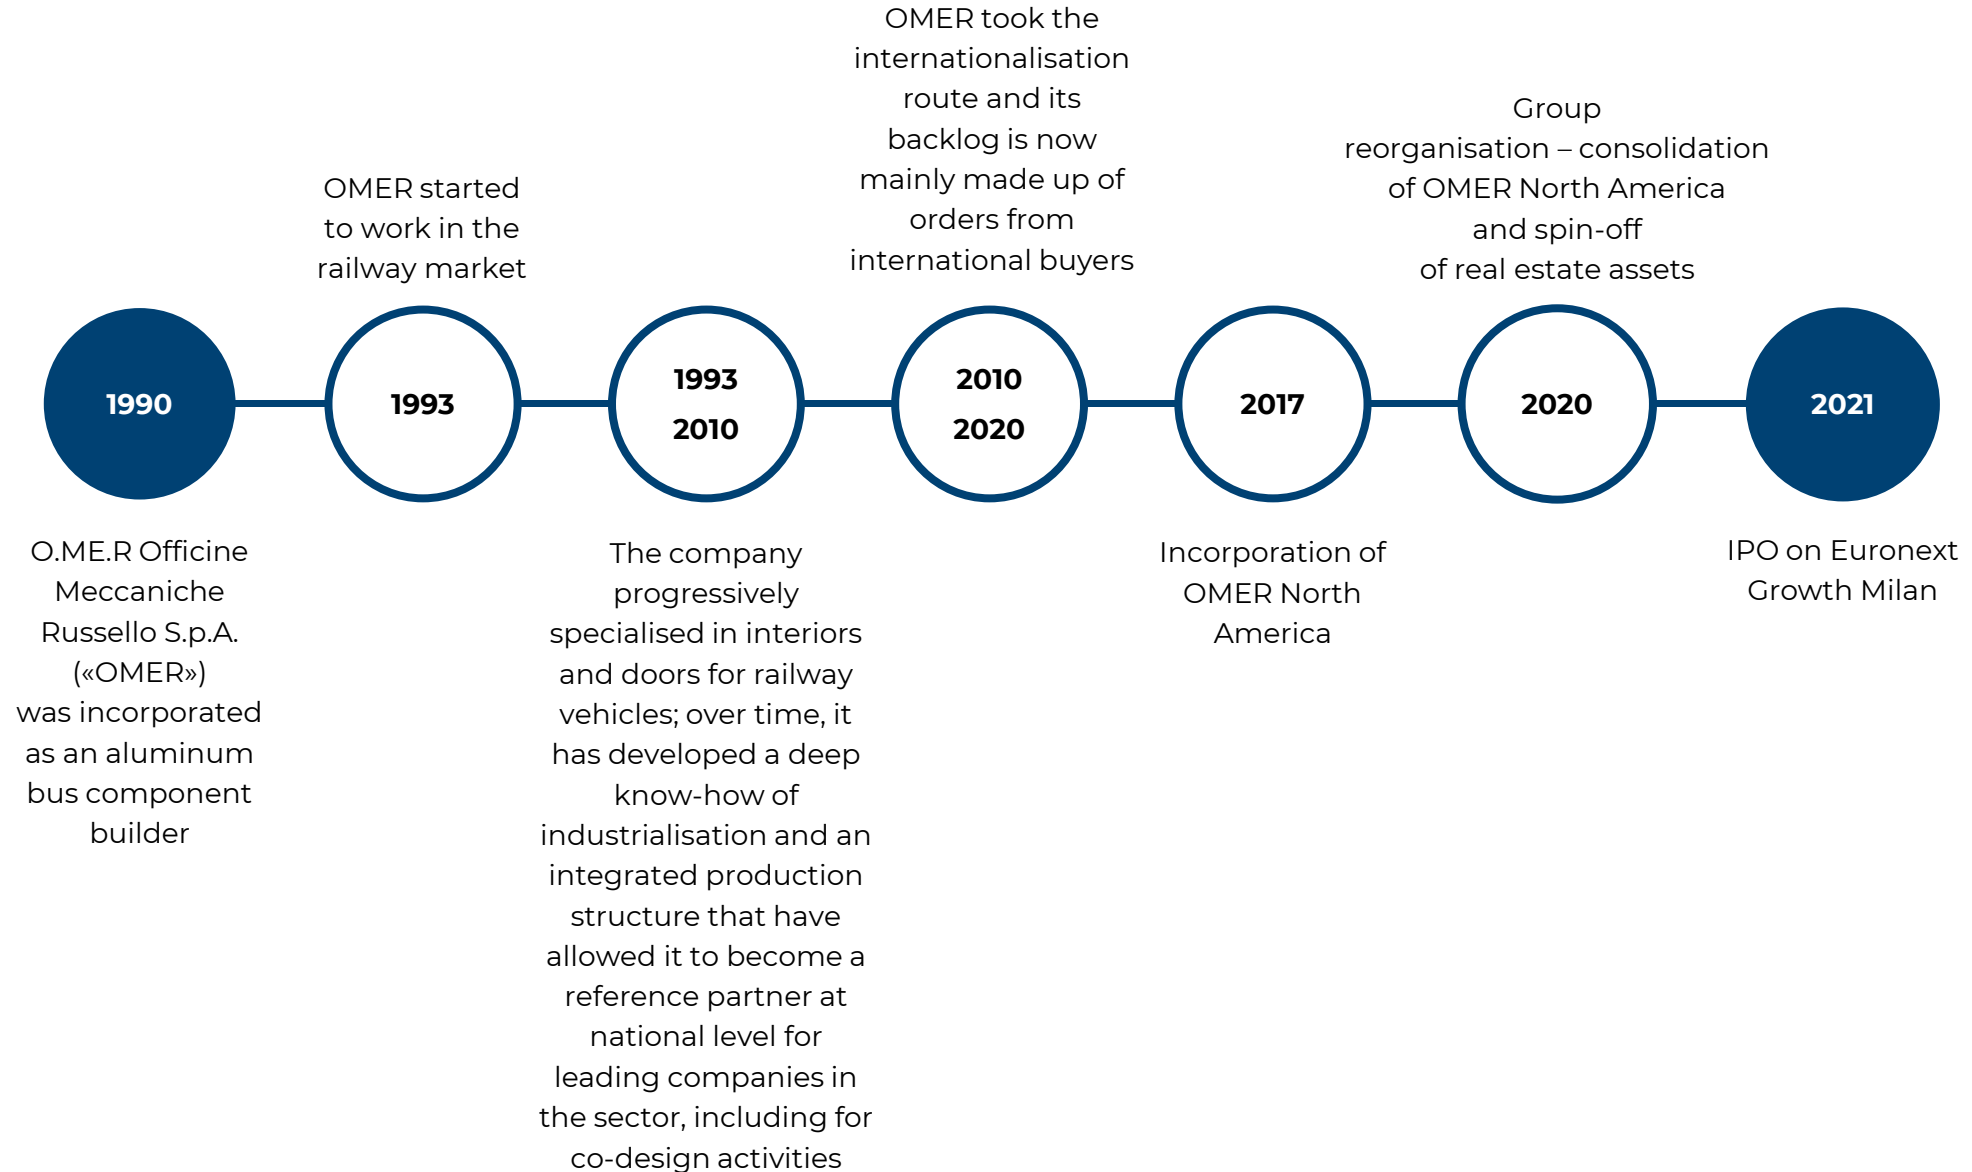 1990
O.ME.R Officine
Meccaniche
Russello S.p.A.
(«OMER»)
was incorporated
as an aluminum
bus component
builder
OMER started
to work in the
railway market
1993
1993
2010
The company
progressively
specialised in interiors
and doors for railway
vehicles; over time, it
has developed a deep
know-how of
industrialisation and an
integrated production
structure that have
allowed it to become a
reference partner at
national level for
leading companies in
the sector, including for
co-design activities
OMER took the
internationalisation
route and its
backlog is now
mainly made up of
orders from
international buyers
2010
2020
2017
Incorporation of
OMER North
America
Group
reorganisation – consolidation
of OMER North America
and spin-off
of real estate assets
2020
2021
IPO on Euronext
Growth Milan